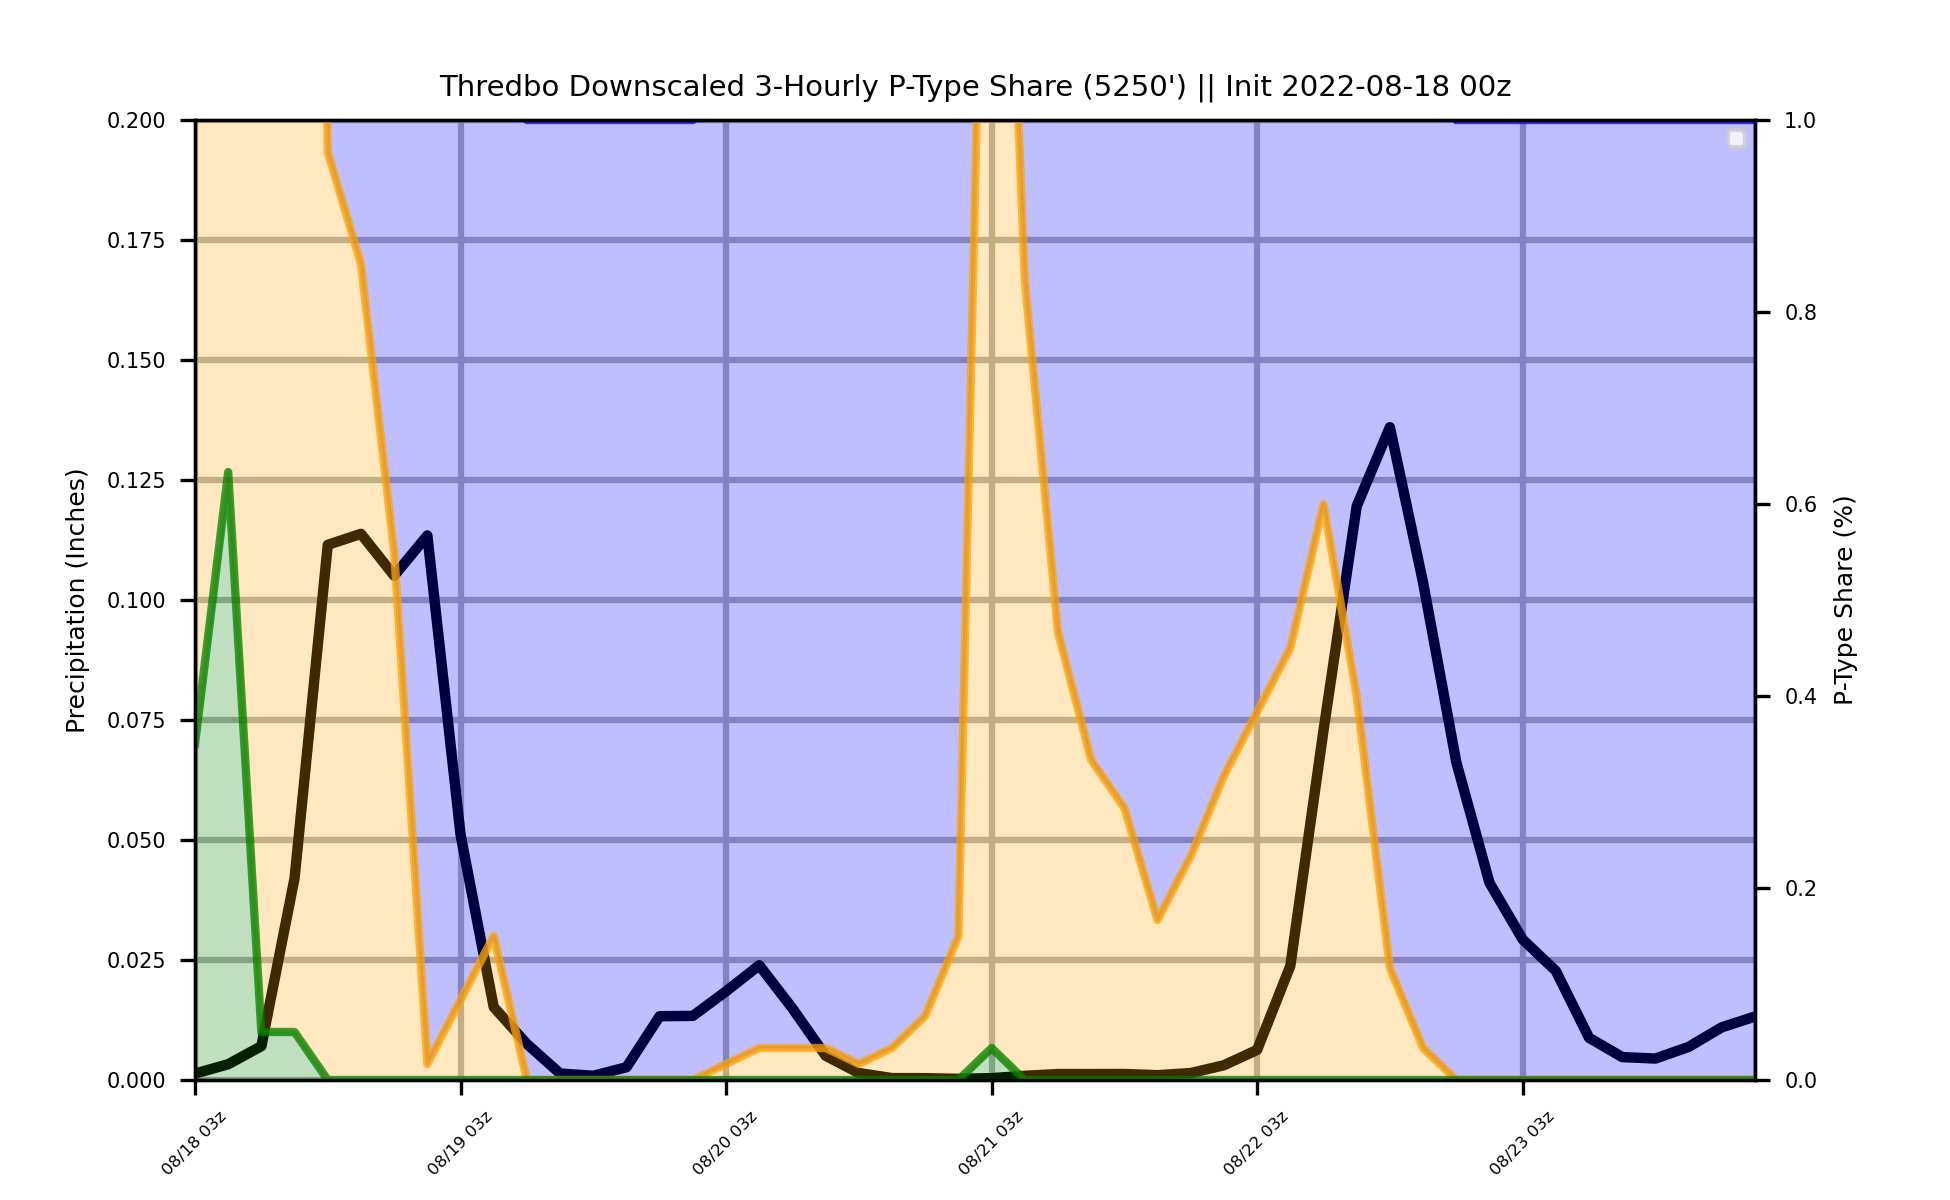 Thredbo Downscaled 3-Hourly P-Type Share (5250') || Init 2022-08-18 00z
0.200
0.175
0.150
0.125
0.100
0.075
0.050
0.025
0.000
Precipitation (Inches)
1.0
0.8
0.6
0.4
0.2
0.0
P-Type Share (%)
08/18 03z
08/19 03z
08/20 03z
08/21 03z
08/22 03z
08/23 03z